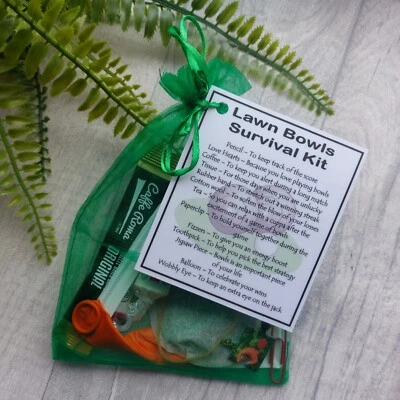 Lawn Bowls
Survival Kit
Pencil – To keep track of the score
Love Hearts – Because you love playing bowls
Coffee – To keep you alert during a long match
Tissue – For those days when you are unlucky
Rubber band – To stretch out a winning streak
Cotton wool – To soften the blow of your losses
Tea – So you can relax with a cuppa after the
excitement of a game of bowls
Paperclip – To hold yourself together during the
game
Fizzers – To give you an energy boost
Toothpick – To help you pick the best strategy
Jigsaw Piece – Bowls is an important piece
of your life
Balloon – To celebrate your wins
Wobbly Eye – To keep an extra eye on the jack
Caffe Roma
ORIGINAL